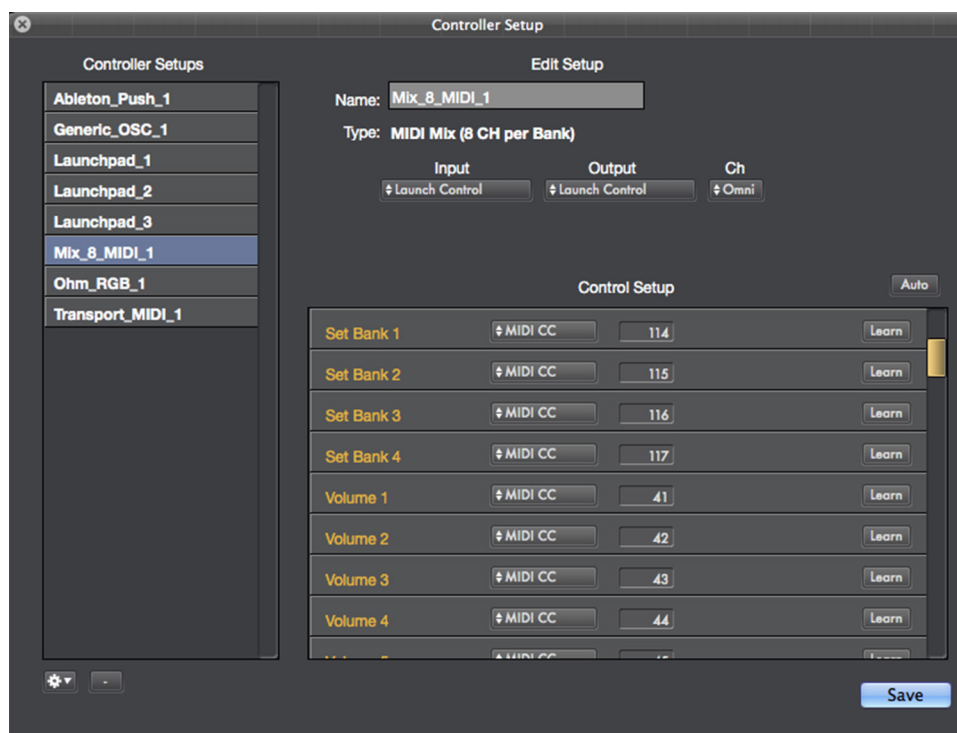 Controller Setup
Controller Setups
Ableton_Push_1
Generic_OSC_1
Launchpad_1
Launchpad_2
Launchpad_3
Mix_8_MIDI_1
Ohm_RGB_1
Transport_MIDI_1
-
Edit Setup
Name: Mix_8_MIDI_1
Type: MIDI Mix (8 CH per Bank)
Input Output Ch
Launch Control Launch Control Omni
Control Setup Auto
Set Bank 1 MIDI CC 114 Learn
Set Bank 2 MIDI CC 115 Learn
Set Bank 3 MIDI CC 116 Learn
Set Bank 4 MIDI CC 117 Learn
Volume 1 MIDI CC 41 Learn
Volume 2 MIDI CC 42 Learn
Volume 3 MIDI CC 43 Learn
Volume 4 MIDI CC 44 Learn
Save